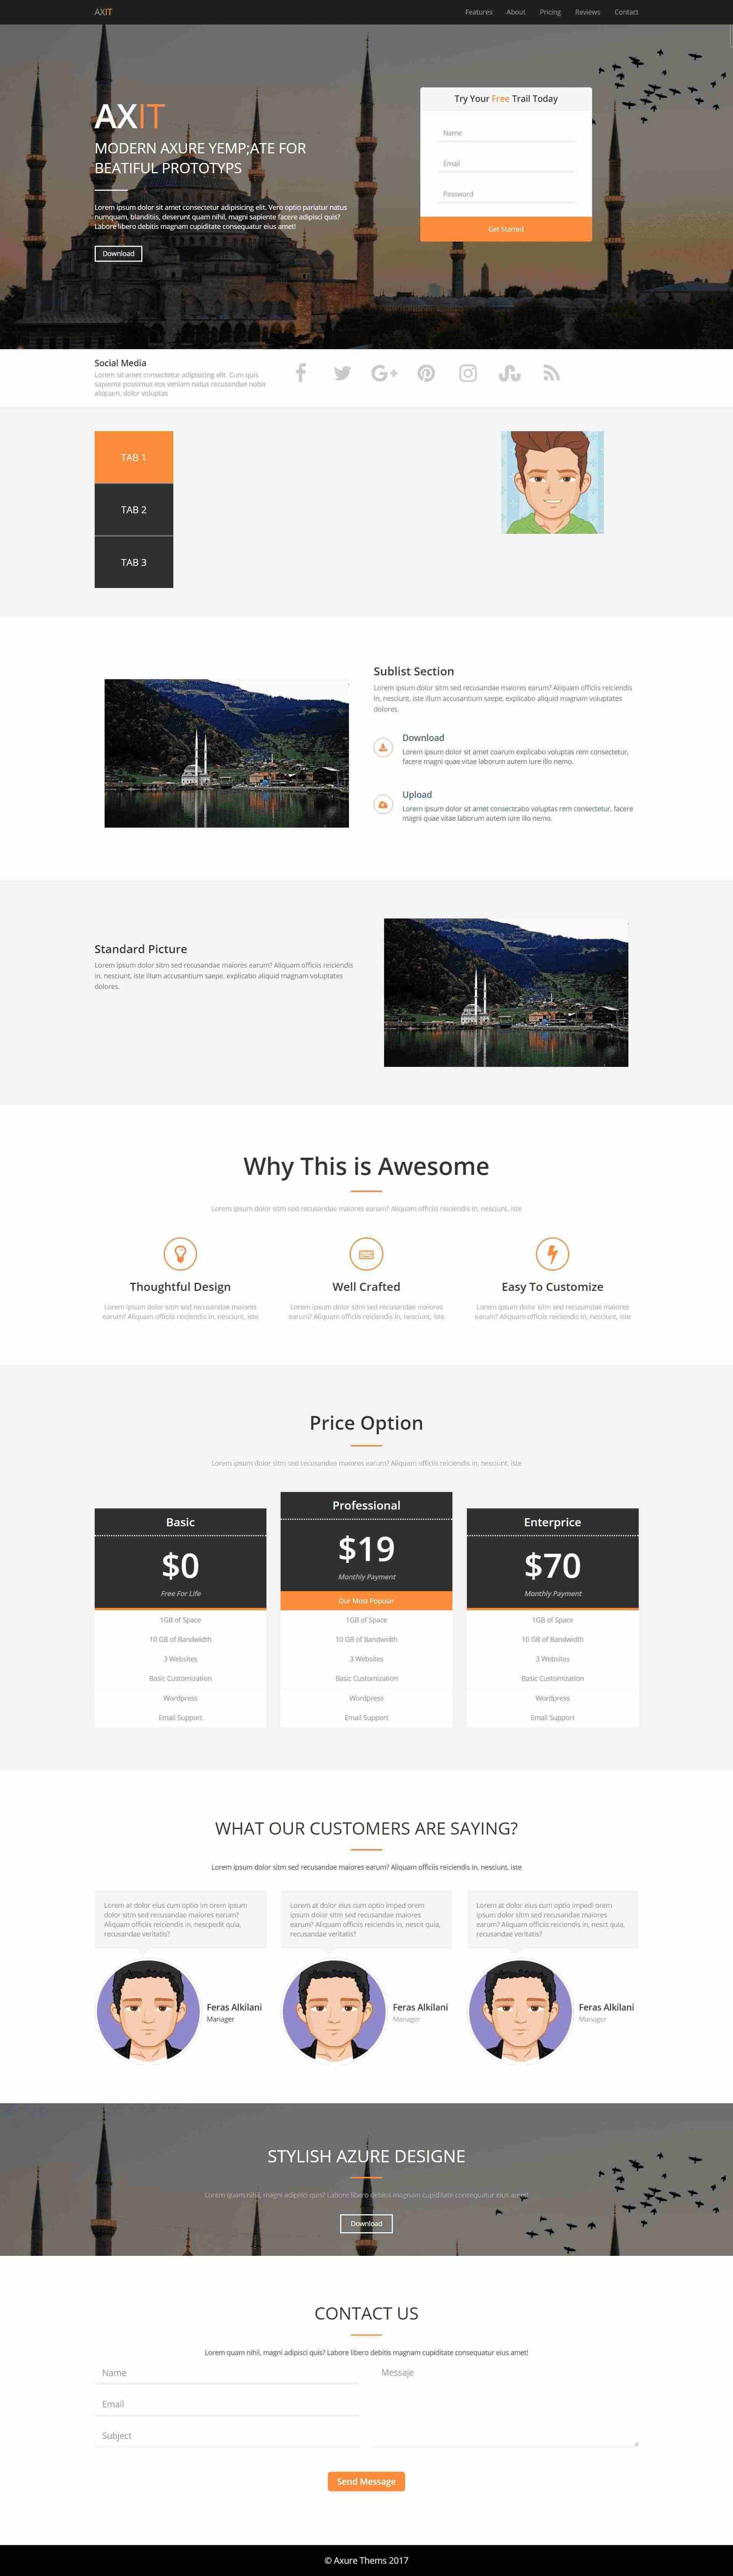 AXIT
Features About Pricing Reviews Contact
AXIT
MODERN AXURE YEMP;ATE FOR
BEATIFUL PROTOTYPS
Lorem ipsum dolor sit amet consectetur adipisicing elit. Vero optio pariatur natus
numquam, blanditiis, deserunt quam nihil, magni sapiente facere adipisci quis?
Labore libero debitis magnam cupiditate consequatur eius amet!
Download
Try Your Free Trail Today
Name
Email
Password
Get Started
Social Media
Lorem sit amet consectetur adipisicing elit. Cum quis
sapiente possimus eos veniam natus recusandae nobis
aliquam, dolor voluptas
TAB 1
TAB 2
TAB 3
Sublist Section
Lorem ipsum dolor sitm sed recusandae maiores earum? Aliquam officiis reiciendis
in, nesciunt, iste illum accusantium saepe, explicabo aliquid magnam voluptates
dolores.
Download
Lorem ipsum dolor sit amet coarum explicabo voluptas rem consectetur,
facere magni quae vitae laborum autem iure illo nemo.
Upload
Lorem ipsum dolor sit amet consectcabo voluptas rem consectetur, facere
magni quae vitae laborum autem iure illo nemo.
Standard Picture
Lorem ipsum dolor sitm sed recusandae maiores earum? Aliquam officiis reiciendis
in, nesciunt, iste illum accusantium saepe, explicabo aliquid magnam voluptates
dolores.
Why This is Awesome
Lorem ipsum dolor sitm sed recusandae maiores earum? Aliquam officiis reiciendis in, nesciunt, iste
Thoughtful Design
Lorem ipsum dolor sitm sed recusandae maiores
earum? Aliquam officiis reiciendis in, nesciunt, iste
Well Crafted
Lorem ipsum dolor sitm sed recusandae maiores
earum? Aliquam officiis reiciendis in, nesciunt, iste
Easy To Customize
Lorem ipsum dolor sitm sed recusandae maiores
earum? Aliquam officiis reiciendis in, nesciunt, iste
Price Option
Lorem ipsum dolor sitm sed recusandae maiores earum? Aliquam officiis reiciendis in, nesciunt, iste
Basic
$0
Free For Life
1GB of Space
10 GB of Bandwidth
3 Websites
Basic Customization
Wordpress
Email Support
Professional
$19
Monthly Payment
Our Most Popular
1GB of Space
10 GB of Bandwidth
3 Websites
Basic Customization
Wordpress
Email Support
Enterprice
$70
Monthly Payment
1GB of Space
10 GB of Bandwidth
3 Websites
Basic Customization
Wordpress
Email Support
WHAT OUR CUSTOMERS ARE SAYING?
Lorem ipsum dolor sitm sed recusandae maiores earum? Aliquam officiis reiciendis in, nesciunt, iste
Lorem at dolor eius cum optio im orem ipsum
dolor sitm sed recusandae maiores earum?
Aliquam officiis reiciendis in, nescpedit quia,
recusandae veritatis?
Feras Alkilani
Manager
Lorem at dolor eius cum optio imped orem
ipsum dolor sitm sed recusandae maiores
earum? Aliquam officiis reiciendis in, nescit quia,
recusandae veritatis?
Feras Alkilani
Manager
Lorem at dolor eius cum optio impedi orem
ipsum dolor sitm sed recusandae maiores
earum? Aliquam officiis reiciendis in, nesct quia,
recusandae veritatis?
Feras Alkilani
Manager
STYLISH AZURE DESIGNE
Lorem quam nihil, magni adipisci quis? Labore libero debitis magnam cupiditate consequatur eius amet!
Download
CONTACT US
Lorem quam nihil, magni adipisci quis? Labore libero debitis magnam cupiditate consequatur eius amet!
Name
Email
Subject
Messaje
Send Message
© Axure Thems 2017